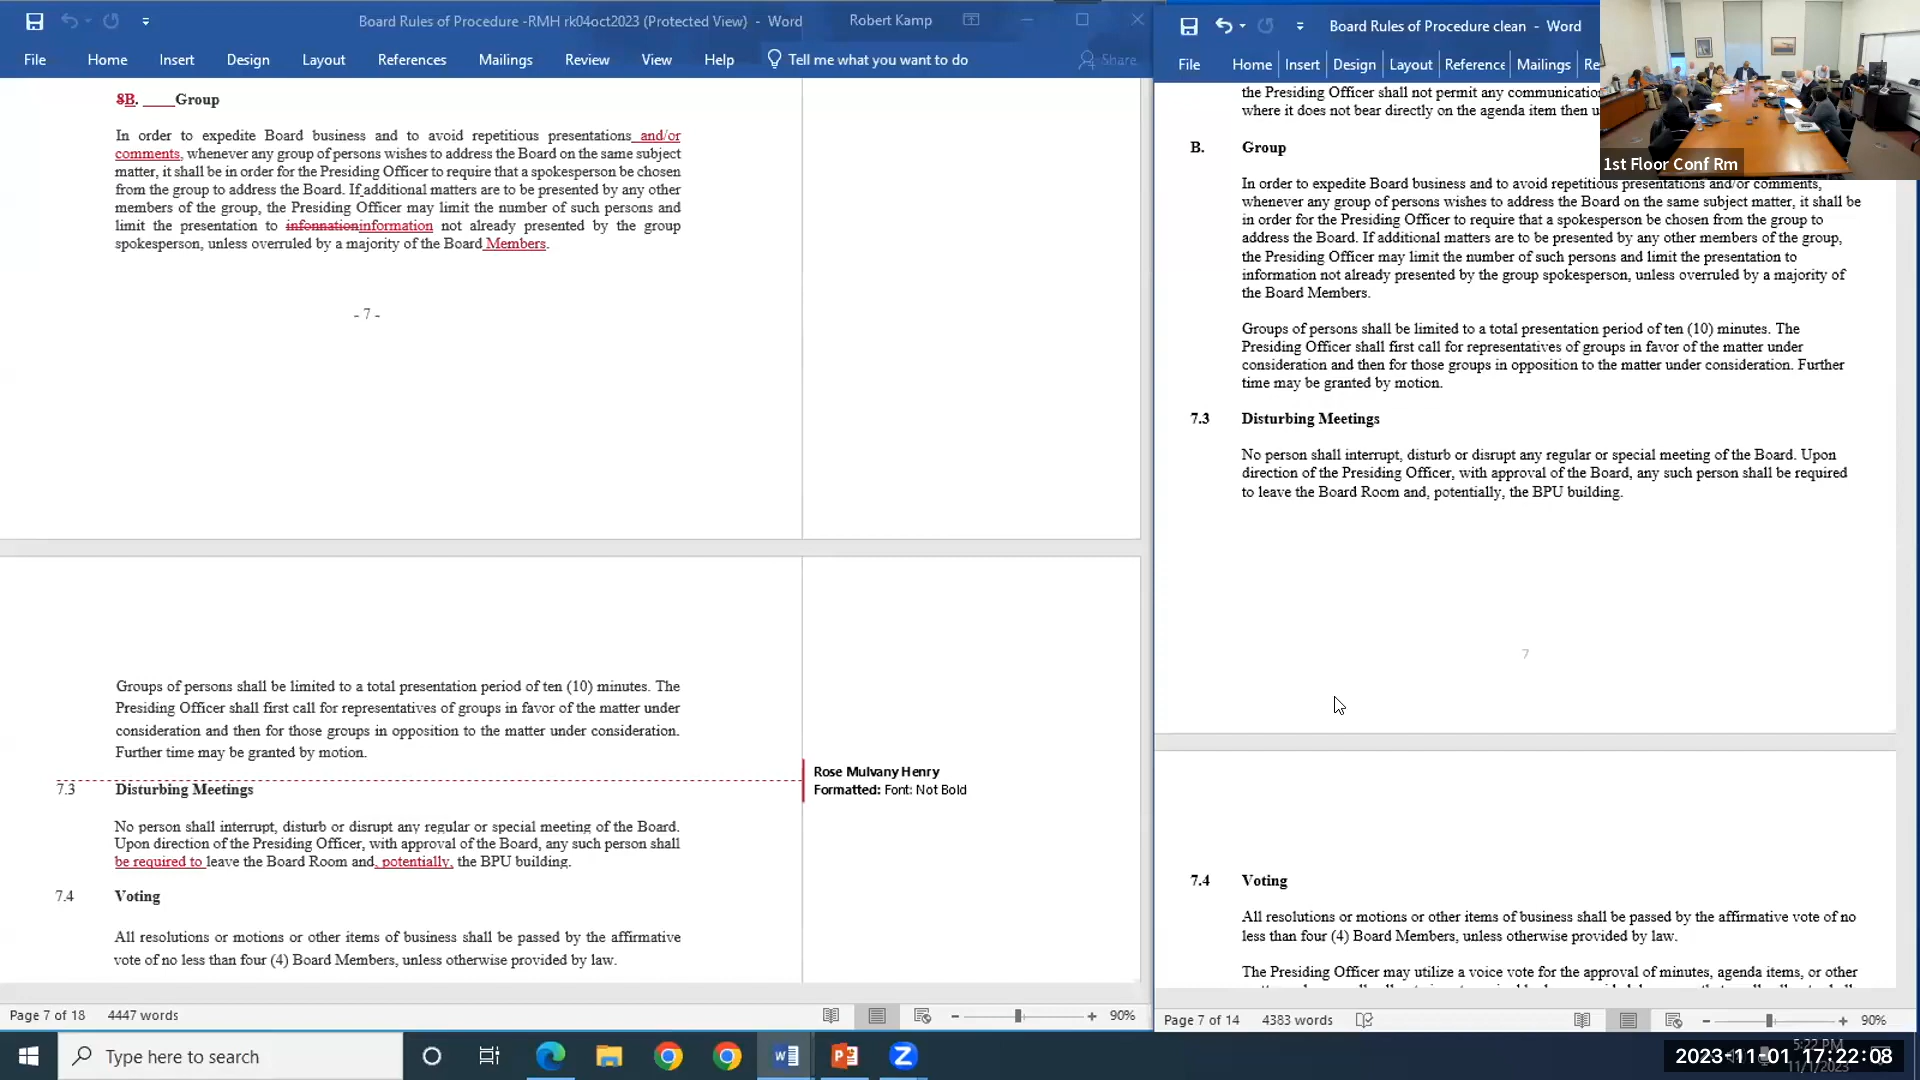 Board Rules of Procedure -RMH rk04oct2023 (Protected View) - Word
Robert Kamp
File Home Insert Design Layout References Mailings Review View Help Tell me what you want to do Share
8B. ____Group
In order to expedite Board business and to avoid repetitious presentations and/or
comments, whenever any group of persons wishes to address the Board on the same subject
matter, it shall be in order for the Presiding Officer to require that a spokesperson be chosen
from the group to address the Board. If additional matters are to be presented by any other
members of the group, the Presiding Officer may limit the number of such persons and
limit the presentation to infonnationinformation not already presented by the group
spokesperson, unless overruled by a majority of the Board Members.
- 7 -
Groups of persons shall be limited to a total presentation period of ten (10) minutes. The
Presiding Officer shall first call for representatives of groups in favor of the matter under
consideration and then for those groups in opposition to the matter under consideration.
Further time may be granted by motion.
Rose Mulvany Henry
Formatted: Font: Not Bold
7.3 Disturbing Meetings
No person shall interrupt, disturb or disrupt any regular or special meeting of the Board.
Upon direction of the Presiding Officer, with approval of the Board, any such person shall
be required to leave the Board Room and, potentially, the BPU building.
7.4 Voting
All resolutions or motions or other items of business shall be passed by the affirmative
vote of no less than four (4) Board Members, unless otherwise provided by law.
Page 7 of 18 4447 words 90%
Board Rules of Procedure clean - Word
File Home Insert Design Layout Reference Mailings Re
the Presiding Officer shall not permit any communication
where it does not bear directly on the agenda item then u
1st Floor Conf Rm
B. Group
In order to expedite Board business and to avoid repetitious presentations and/or comments,
whenever any group of persons wishes to address the Board on the same subject matter, it shall be
in order for the Presiding Officer to require that a spokesperson be chosen from the group to
address the Board. If additional matters are to be presented by any other members of the group,
the Presiding Officer may limit the number of such persons and limit the presentation to
information not already presented by the group spokesperson, unless overruled by a majority of
the Board Members.
Groups of persons shall be limited to a total presentation period of ten (10) minutes. The
Presiding Officer shall first call for representatives of groups in favor of the matter under
consideration and then for those groups in opposition to the matter under consideration. Further
time may be granted by motion.
7.3 Disturbing Meetings
No person shall interrupt, disturb or disrupt any regular or special meeting of the Board. Upon
direction of the Presiding Officer, with approval of the Board, any such person shall be required
to leave the Board Room and, potentially, the BPU building.
7
7.4 Voting
All resolutions or motions or other items of business shall be passed by the affirmative vote of no
less than four (4) Board Members, unless otherwise provided by law.
The Presiding Officer may utilize a voice vote for the approval of minutes, agenda items, or other
Page 7 of 14 4383 words 90%
Type here to search
5:22 PM
2023-11-01 17:22:08
11/1/2023